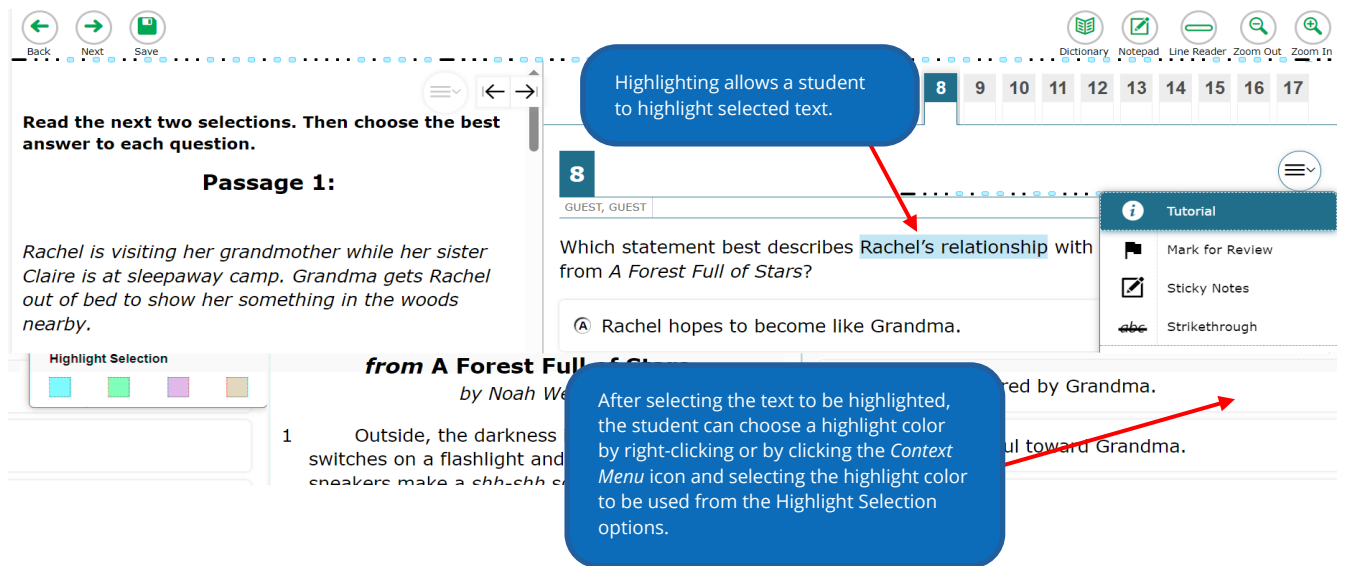 Back Next Save
Dictionary Notepad Line Reader Zoom Out Zoom In
Highlighting allows a student
to highlight selected text.
8 9 10 11 12 13 14 15 16 17
Read the next two selections. Then choose the best
answer to each question.
Passage 1:
Rachel is visiting her grandmother while her sister
Claire is at sleepaway camp. Grandma gets Rachel
out of bed to show her something in the woods
nearby.
8
GUEST, GUEST
Which statement best describes Rachel's relationship with
from A Forest Full of Stars?
A Rachel hopes to become like Grandma.
i Tutorial
Mark for Review
Sticky Notes
abc Strikethrough
Highlight Selection
from A Forest Full of Stars
by Noah We
1 Outside, the darkness
switches on a flashlight and
speakers make a shh-shh
After selecting the text to be highlighted,
the student can choose a highlight color
by right-clicking or by clicking the Context
Menu icon and selecting the highlight color
to be used from the Highlight Selection
options.
red by Grandma.
ul toward Grandma.